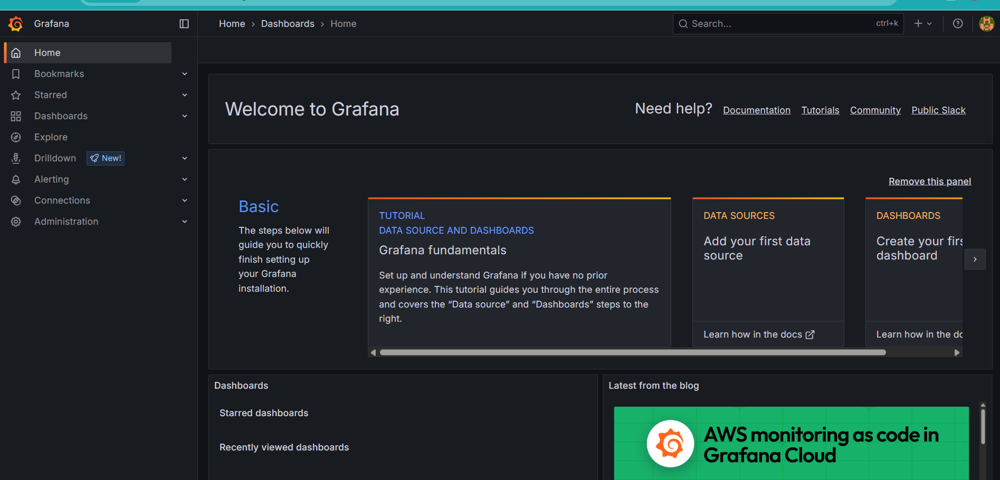 Grafana
Home › Dashboards › Home
Search...
ctrl+k
Home
Bookmarks
Starred
Dashboards
Explore
Drilldown
New!
Alerting
Connections
Administration
Welcome to Grafana
Need help?
Documentation
Tutorials
Community
Public Slack
Remove this panel
Basic
The steps below will
guide you to quickly
finish setting up
your Grafana
installation.
TUTORIAL
DATA SOURCE AND DASHBOARDS
Grafana fundamentals
Set up and understand Grafana if you have no prior
experience. This tutorial guides you through the entire process
and covers the “Data source” and “Dashboards” steps to the
right.
DATA SOURCES
Add your first data
source
Learn how in the docs
DASHBOARDS
Create your firs
dashboard
Learn how in the do
Dashboards
Starred dashboards
Recently viewed dashboards
Latest from the blog
AWS monitoring as code in
Grafana Cloud